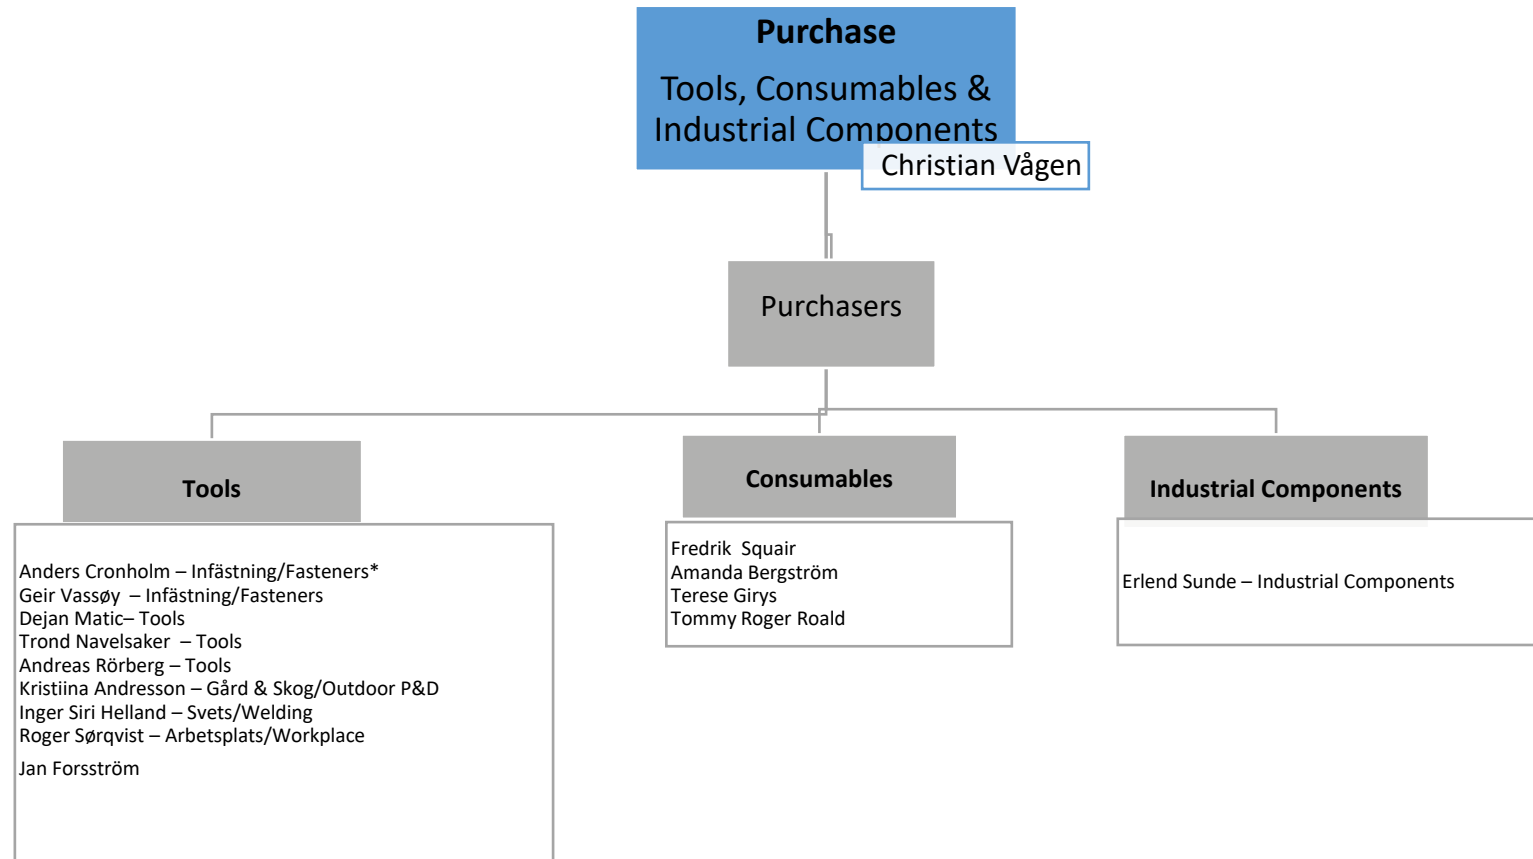 Purchase
Tools, Consumables &
Industrial Components
Christian Vågen
Purchasers
Tools
Anders Cronholm – Infästning/Fasteners*
Geir Vassøy  – Infästning/Fasteners
Dejan Matic– Tools
Trond Navelsaker  – Tools
Andreas Rörberg – Tools
Kristiina Andresson – Gård & Skog/Outdoor P&D
Inger Siri Helland – Svets/Welding
Roger Sørqvist – Arbetsplats/Workplace
Jan Forsström
Consumables
Fredrik  Squair
Amanda Bergström
Terese Girys
Tommy Roger Roald
Industrial Components
Erlend Sunde – Industrial Components